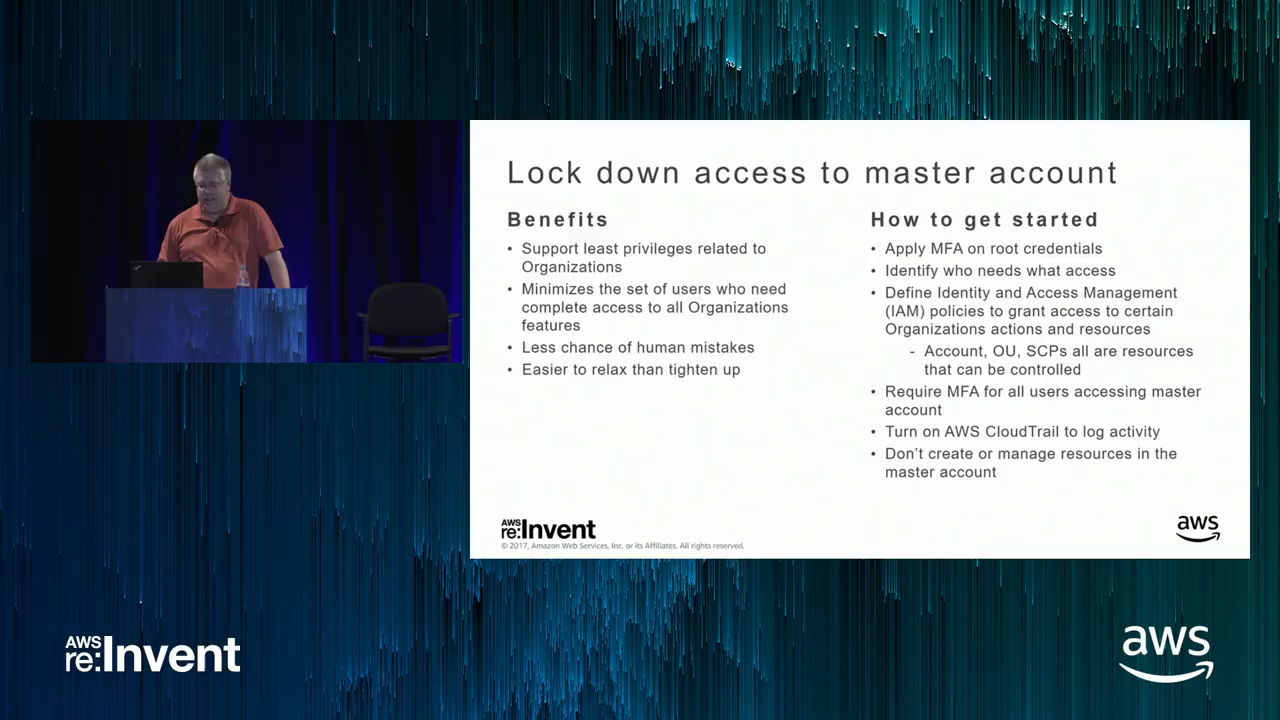 Lock down access to master account
Benefits
• Support least privileges related to
Organizations
• Minimizes the set of users who need
complete access to all Organizations
features
• Less chance of human mistakes
• Easier to relax than tighten up
How to get started
• Apply MFA on root credentials
• Identify who needs what access
• Define Identity and Access Management
(IAM) policies to grant access to certain
Organizations actions and resources
- Account, OU, SCPs all are resources
that can be controlled
• Require MFA for all users accessing master
account
• Turn on AWS CloudTrail to log activity
• Don’t create or manage resources in the
master account
AWS
re:Invent
© 2017, Amazon Web Services, Inc. or its Affiliates. All rights reserved.
aws
AWS
re:Invent
aws